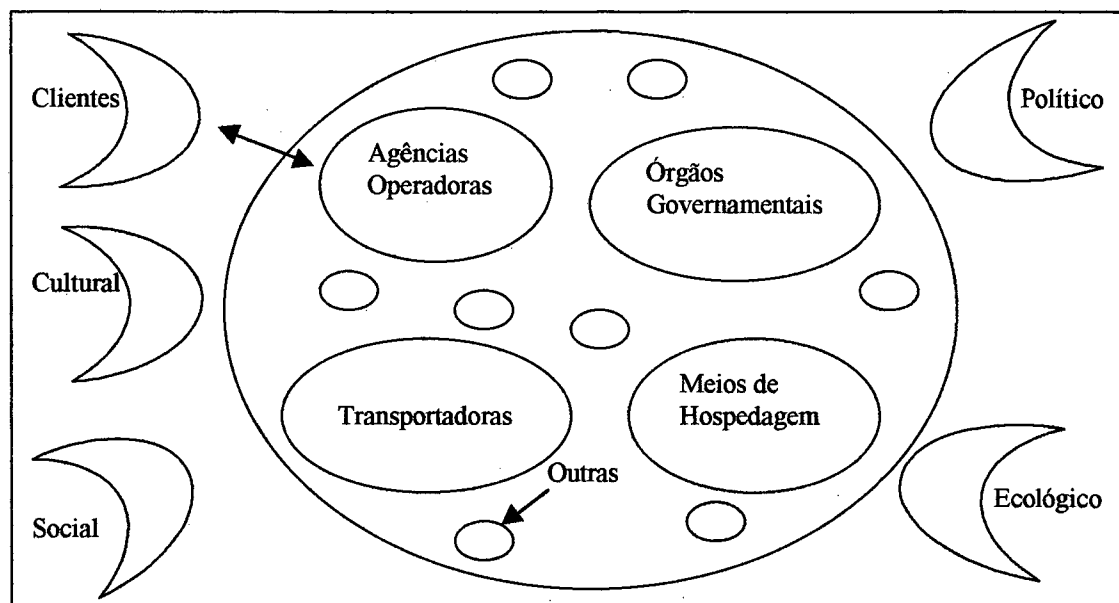 Clientes
Político
Agências
Operadoras
Órgãos
Governamentais
Cultural
Transportadoras
Meios de
Hospedagem
Outras
Social
Ecológico